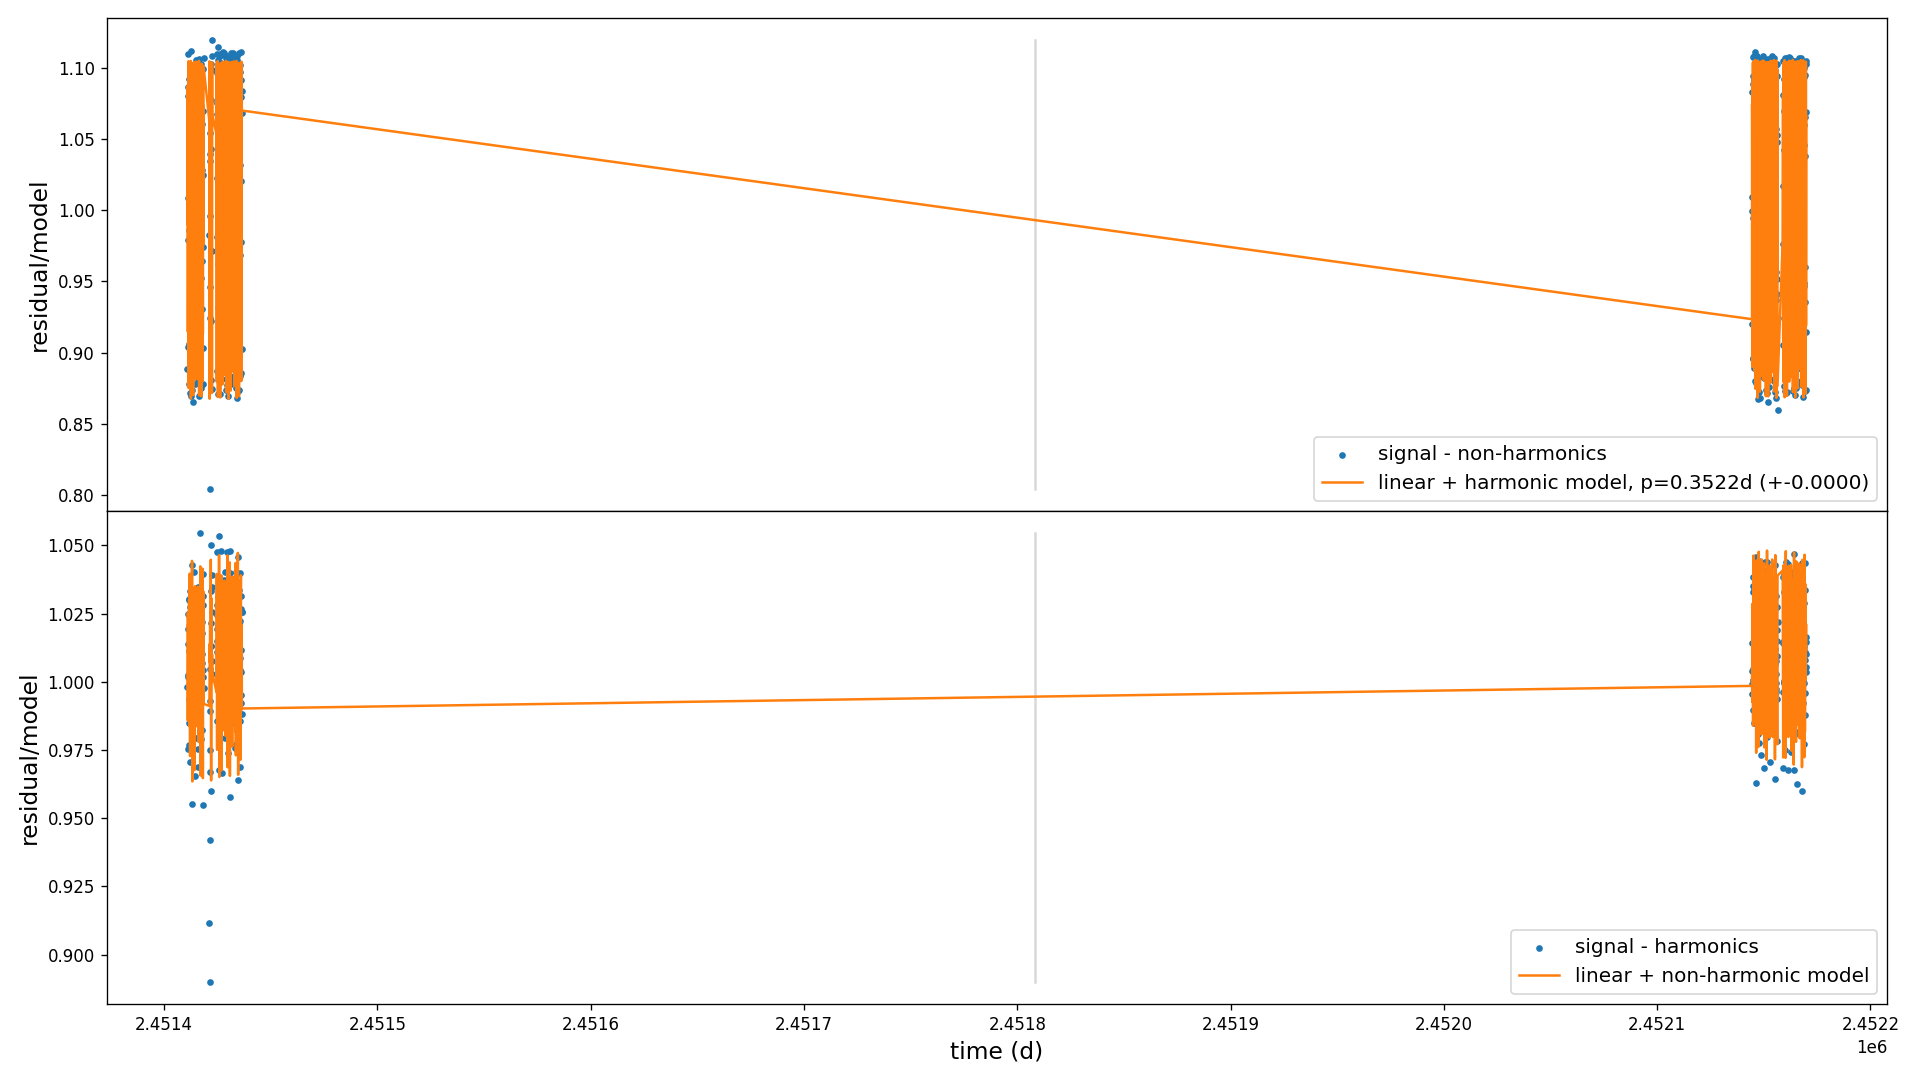 1.10
1.05
1.00
0.95
0.90
0.85
0.80
residual/model
signal - non-harmonics
linear + harmonic model, p=0.3522d (+-0.0000)
1.050
1.025
1.000
0.975
0.950
0.925
0.900
residual/model
signal - harmonics
linear + non-harmonic model
2.4514 2.4515 2.4516 2.4517 2.4518 2.4519 2.4520 2.4521 2.4522
1e6
time (d)